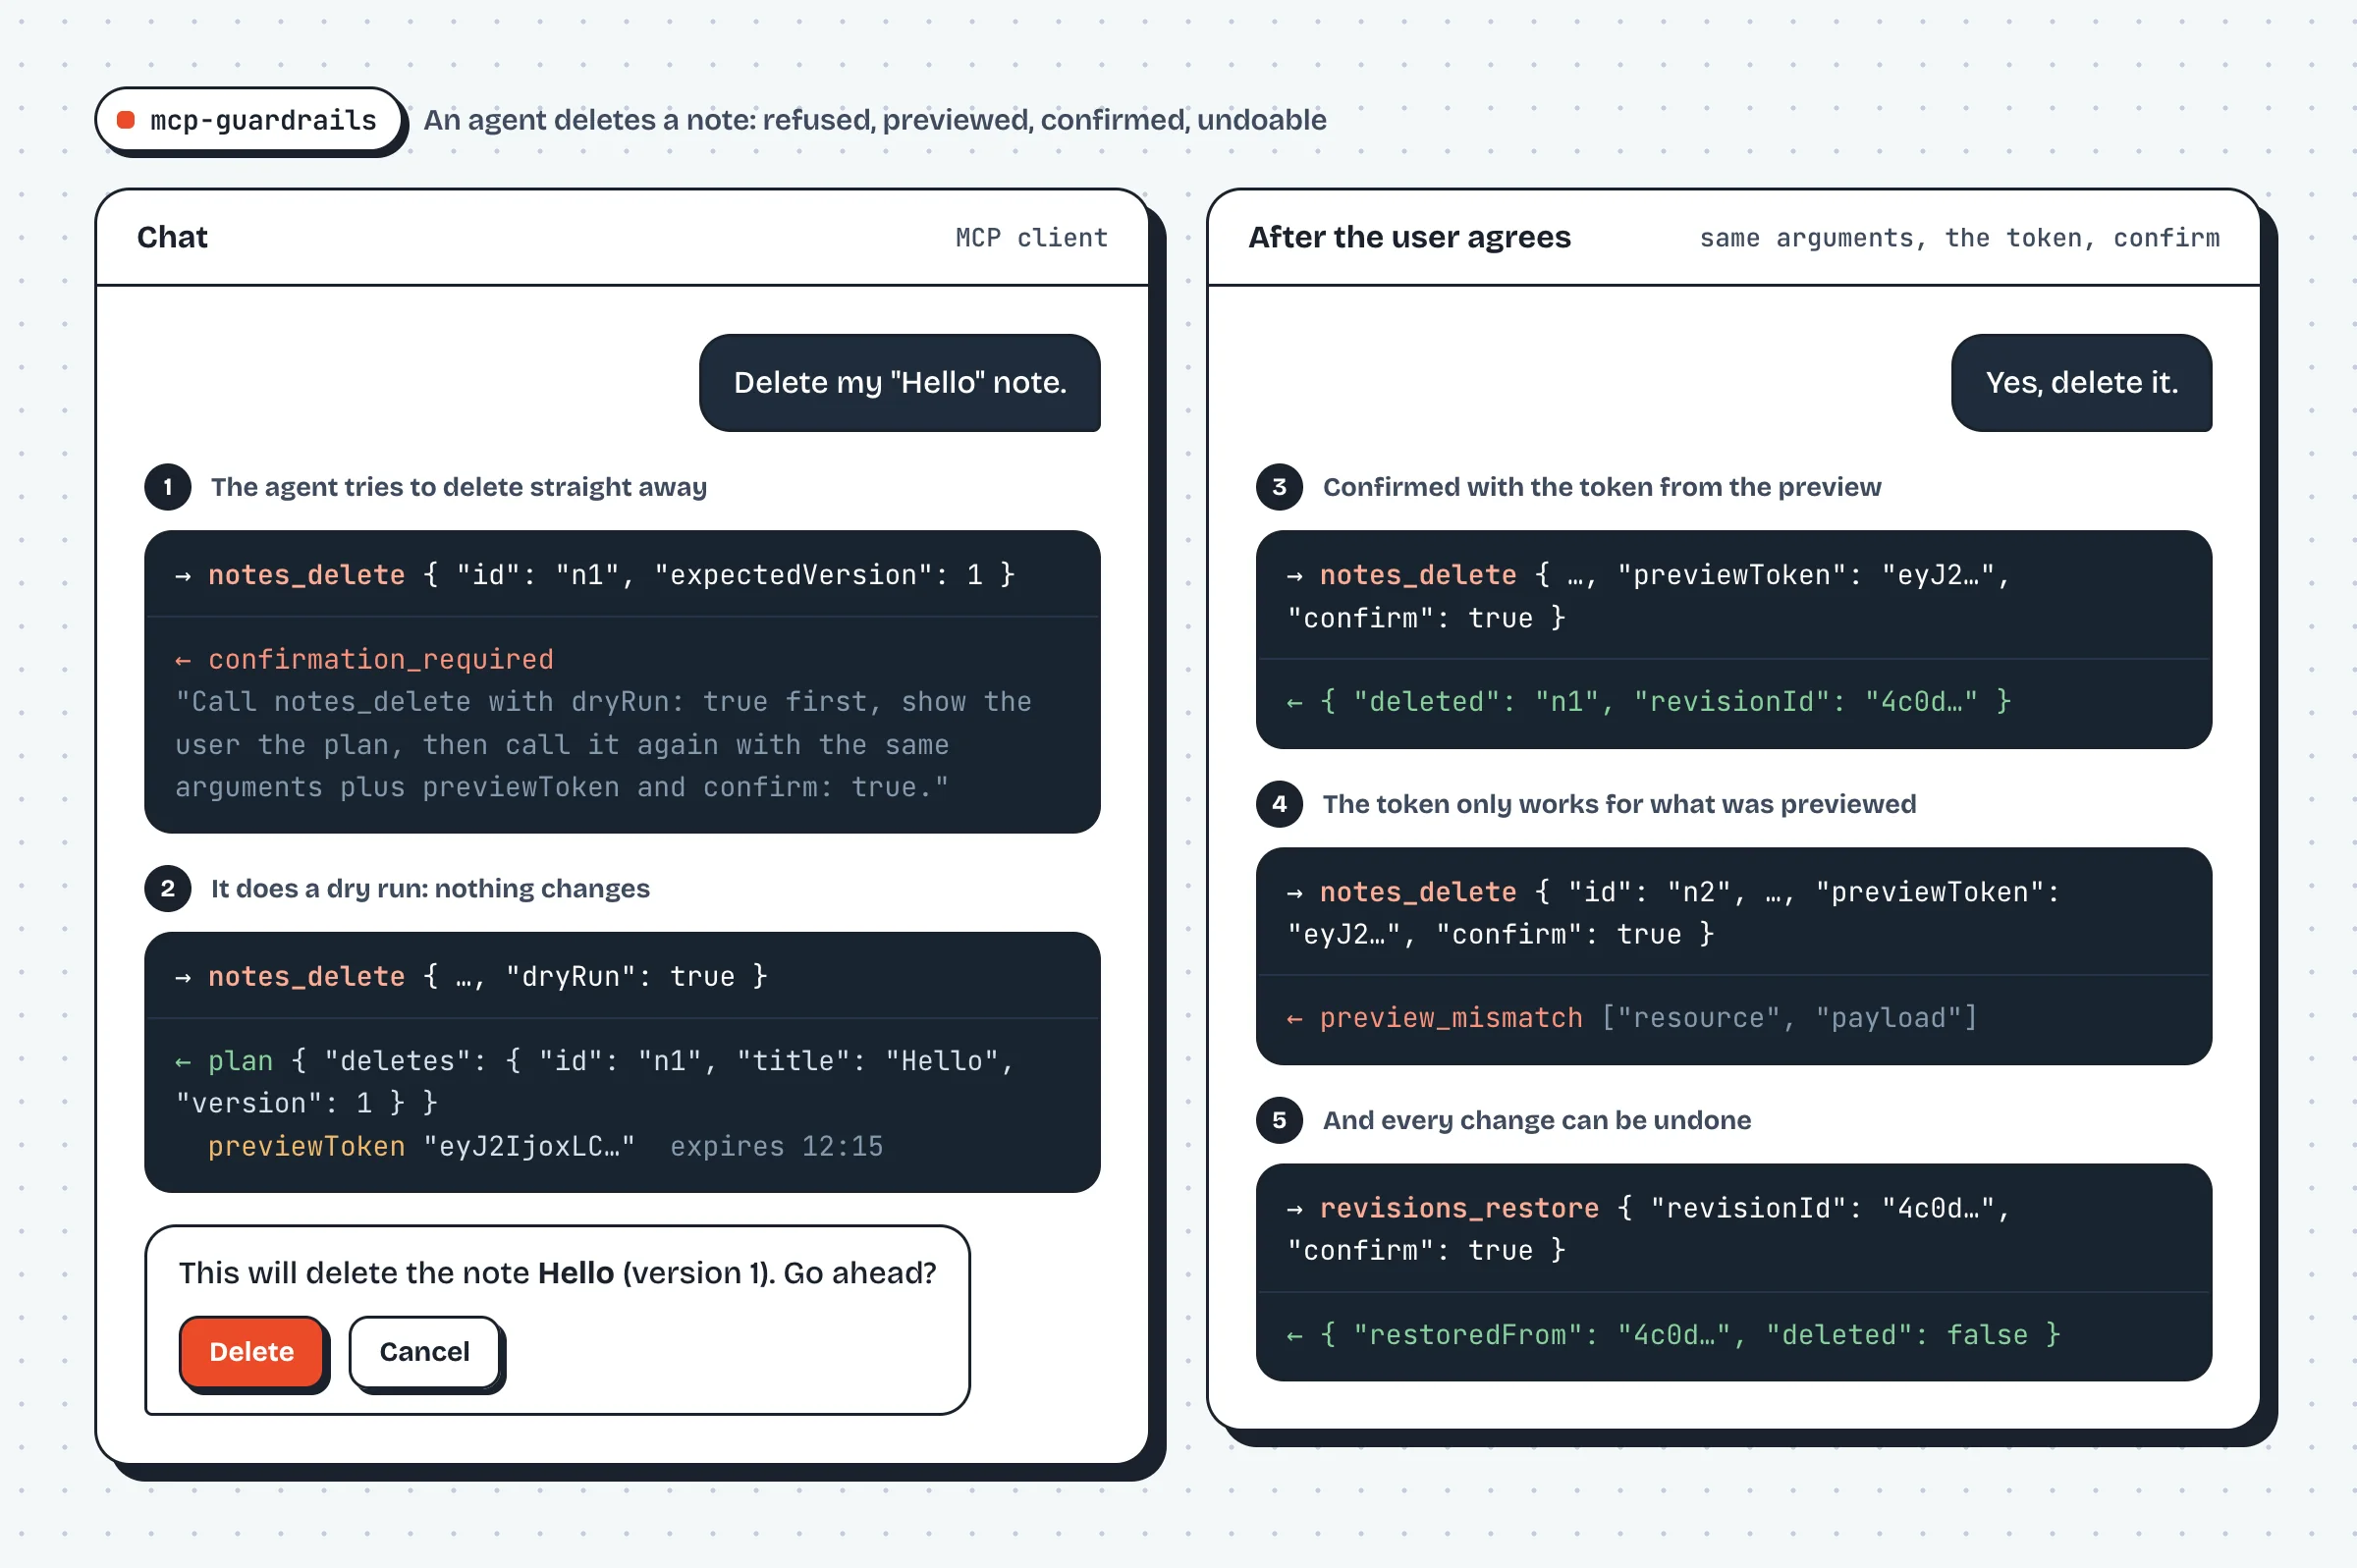 mcp-guardrails
An agent deletes a note: refused, previewed, confirmed, undoable
Chat
MCP client
Delete my "Hello" note.
1 The agent tries to delete straight away
→ notes_delete { "id": "n1", "expectedVersion": 1 }
← confirmation_required
"Call notes_delete with dryRun: true first, show the
user the plan, then call it again with the same
arguments plus previewToken and confirm: true."
2 It does a dry run: nothing changes
→ notes_delete { …, "dryRun": true }
← plan { "deletes": { "id": "n1", "title": "Hello",
"version": 1 } }
previewToken "eyJ2IjoxLC…" expires 12:15
This will delete the note Hello (version 1). Go ahead?
Delete
Cancel
After the user agrees
same arguments, the token, confirm
Yes, delete it.
3 Confirmed with the token from the preview
→ notes_delete { …, "previewToken": "eyJ2…",
"confirm": true }
← { "deleted": "n1", "revisionId": "4c0d…" }
4 The token only works for what was previewed
→ notes_delete { "id": "n2", …, "previewToken":
"eyJ2…", "confirm": true }
← preview_mismatch ["resource", "payload"]
5 And every change can be undone
→ revisions_restore { "revisionId": "4c0d…",
"confirm": true }
← { "restoredFrom": "4c0d…", "deleted": false }